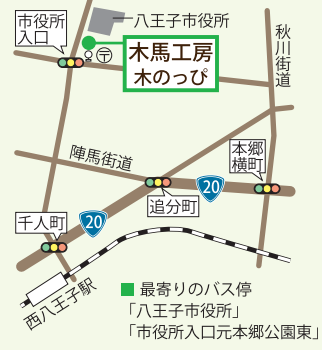 市役所
入口
八王子市役所
〒
木馬工房
木のっぴ
秋川街道
陣馬街道
本郷
横町
20
追分町
千人町
20
西八王子駅
最寄りのバス停
「八王子市役所」
「市役所入口元本郷公園東」